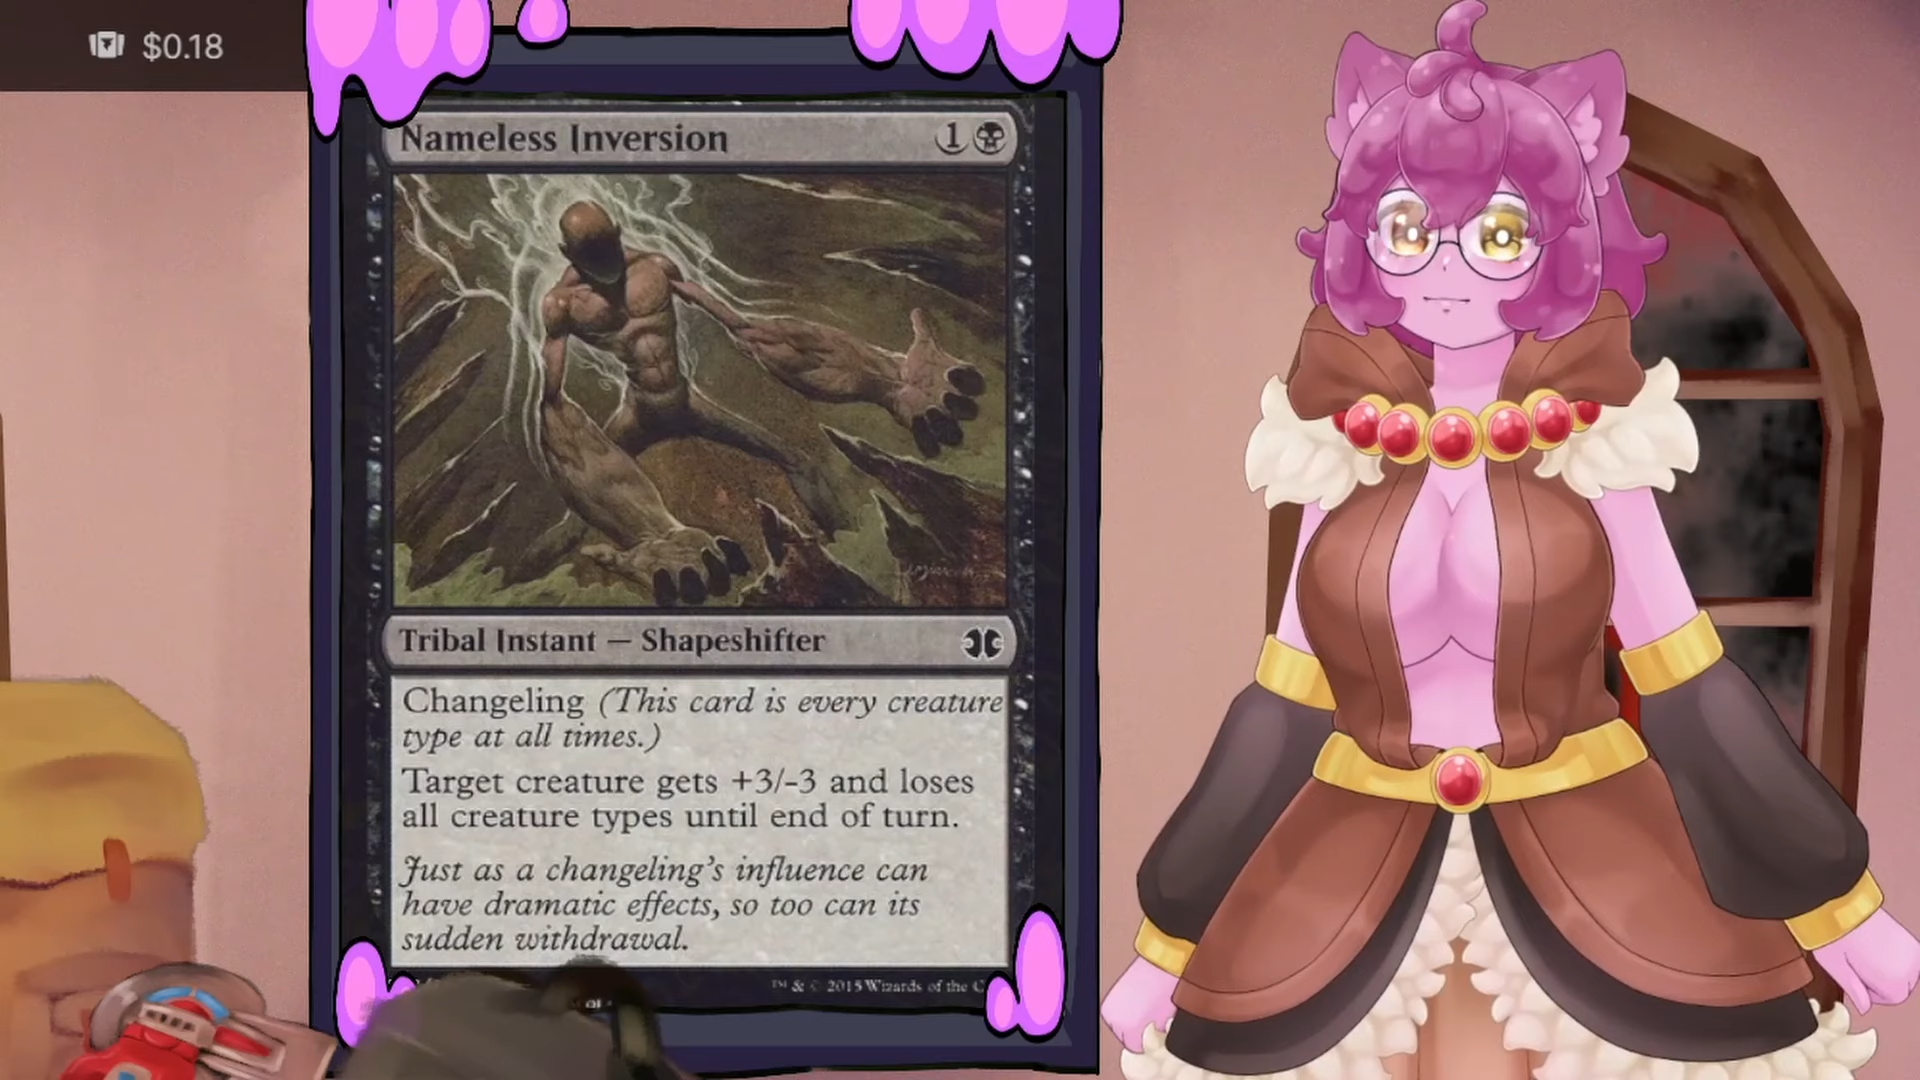 $0.18
Nameless Inversion 1
Tribal Instant — Shapeshifter
Changeling (This card is every creature
type at all times.)
Target creature gets +3/-3 and loses
all creature types until end of turn.
Just as a changeling's influence can
have dramatic effects, so too can its
sudden withdrawal.
™ & © 2015 Wizards of the C